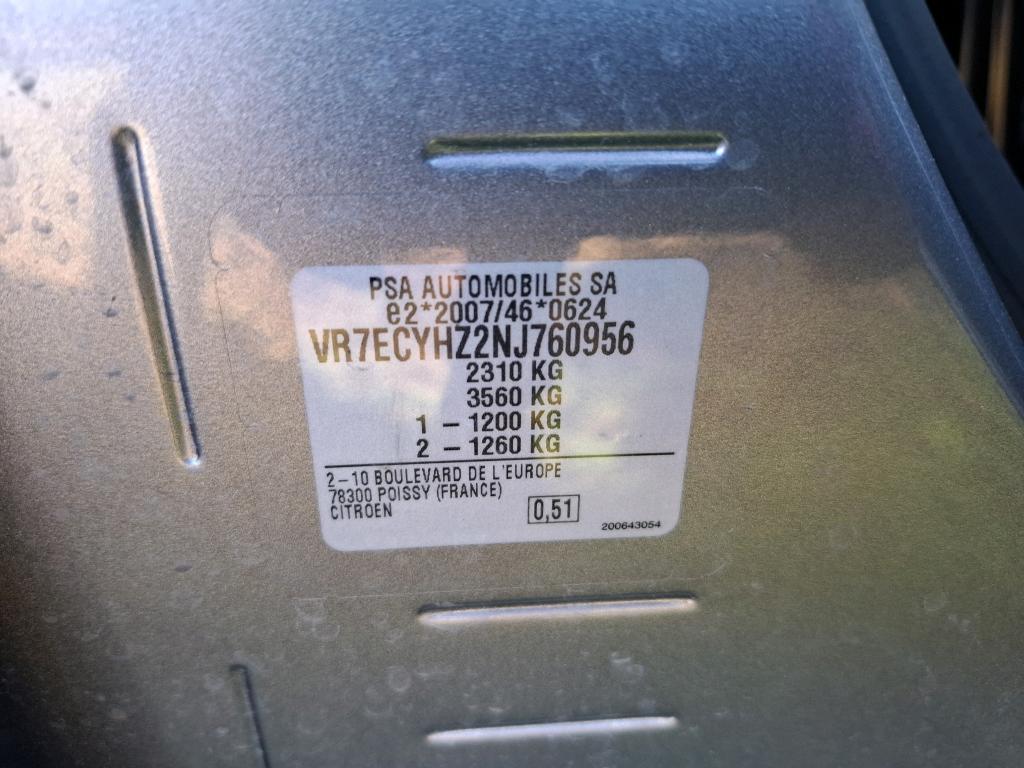 PSA AUTOMOBILES SA
e2*2007/46*0624
VR7ECYHZ2NJ760956
2310 KG
3560 KG
1 - 1200 KG
2 - 1260 KG
2-10 BOULEVARD DE L'EUROPE
78300 POISSY (FRANCE)
CITROEN
0,51
200643054